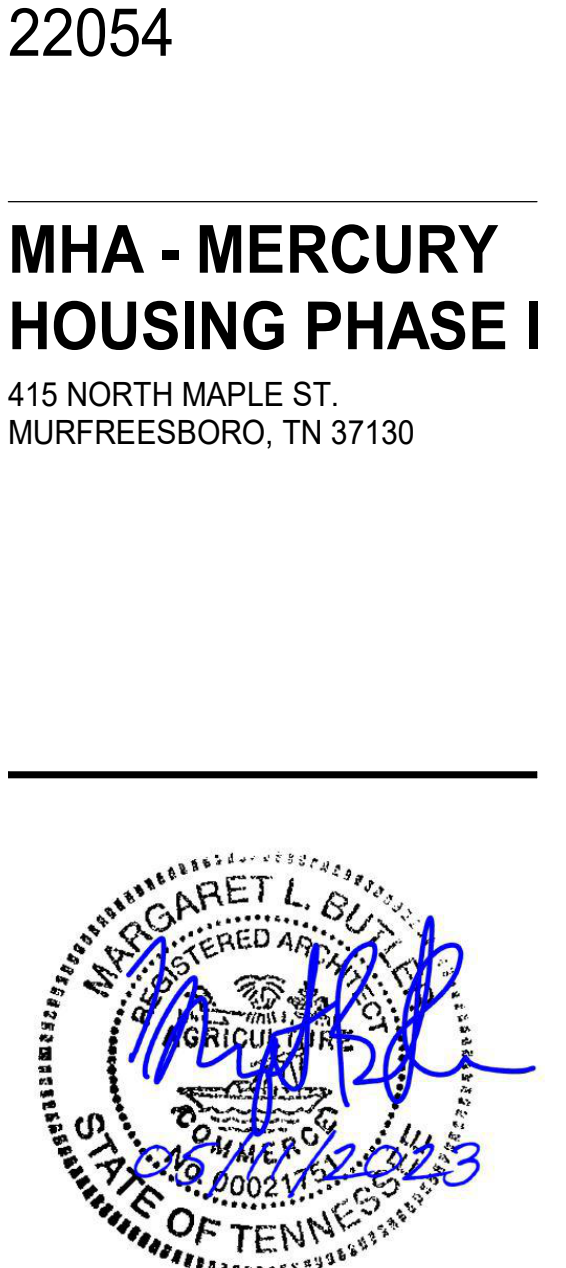 22054
MHA - MERCURY
HOUSING PHASE I
415 NORTH MAPLE ST.
MURFREESBORO, TN 37130
MARGARET L. BUTLER
REGISTERED ARCHITECT
AGRICULTURE
COMMERCE
NO. 00021751
05/11/2023
STATE OF TENNESSEE